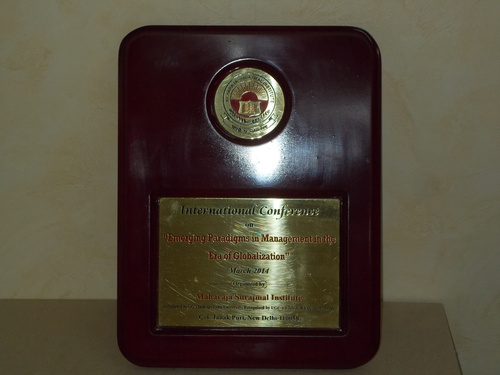 International Conference
on
"Emerging Paradigms in Management in the
Era of Globalization"
March 2014
Organised by
Maharaja Surajmal Institute
C-4, Janak Puri, New Delhi-110058